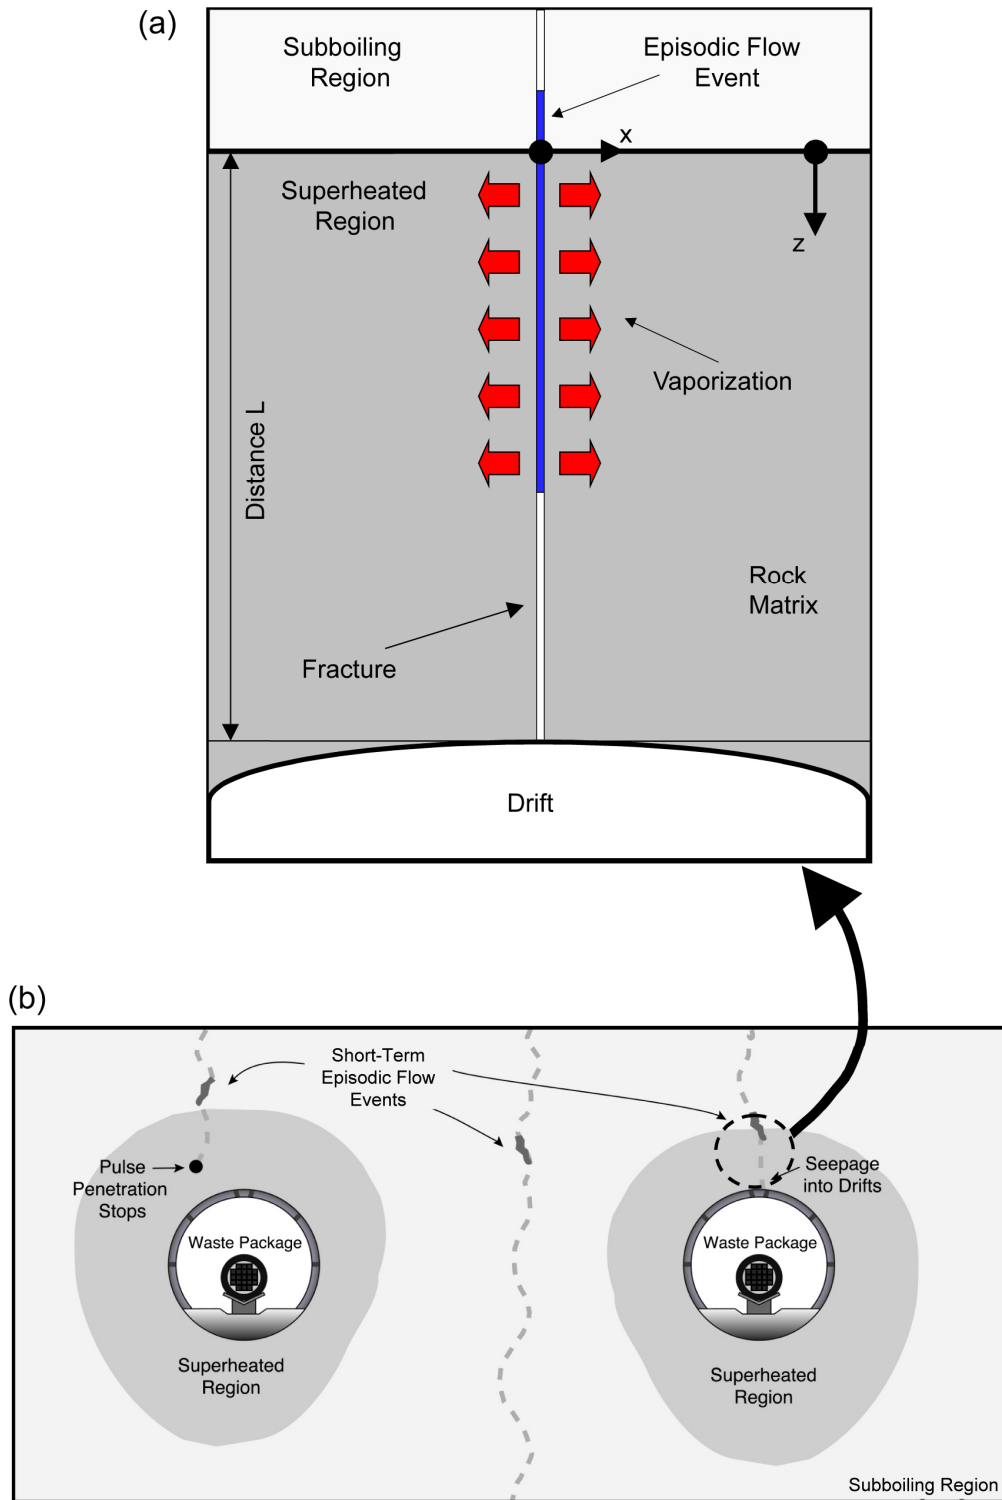 (a)
Subboiling
Region
Episodic Flow
Event
x
Superheated
Region
z
Vaporization
Distance L
Rock
Matrix
Fracture
Drift
(b)
Short-Term
Episodic Flow
Events
Pulse
Penetration
Stops
Seepage
into Drifts
Waste Package
Waste Package
Superheated
Region
Superheated
Region
Subboiling Region